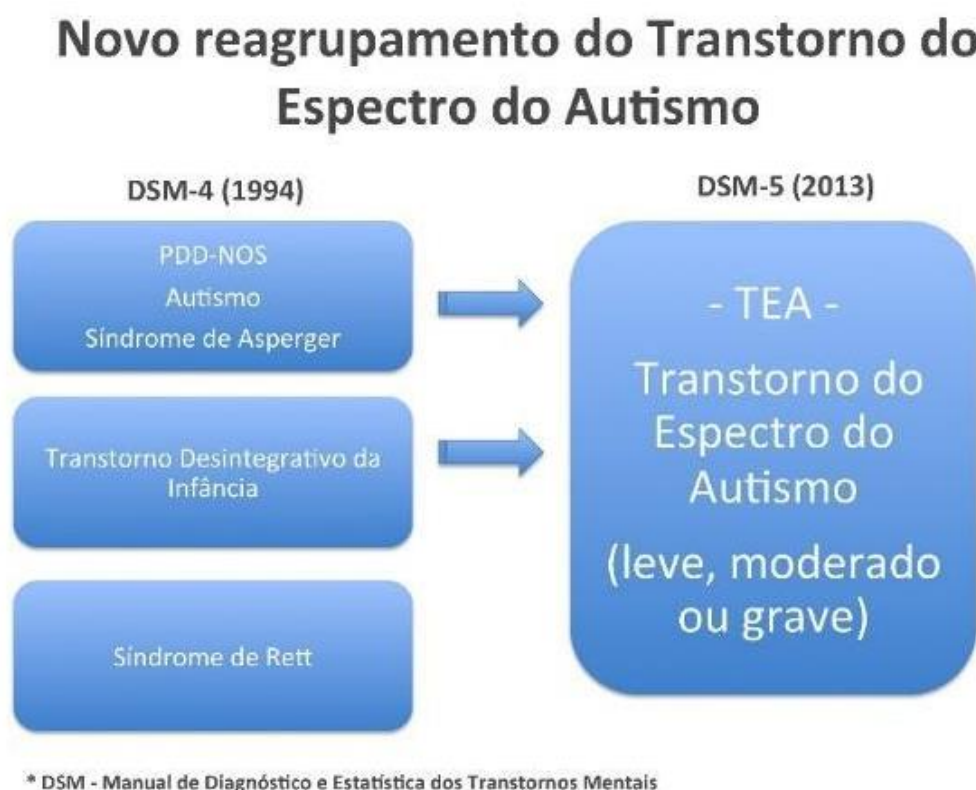 Novo reagrupamento do Transtorno do
Espectro do Autismo
DSM-4 (1994)
PDD-NOS
Autismo
Síndrome de Asperger
Transtorno Desintegrativo da
Infância
Síndrome de Rett
DSM-5 (2013)
- TEA -
Transtorno do
Espectro do
Autismo
(leve, moderado
ou grave)
* DSM - Manual de Diagnóstico e Estatística dos Transtornos Mentais